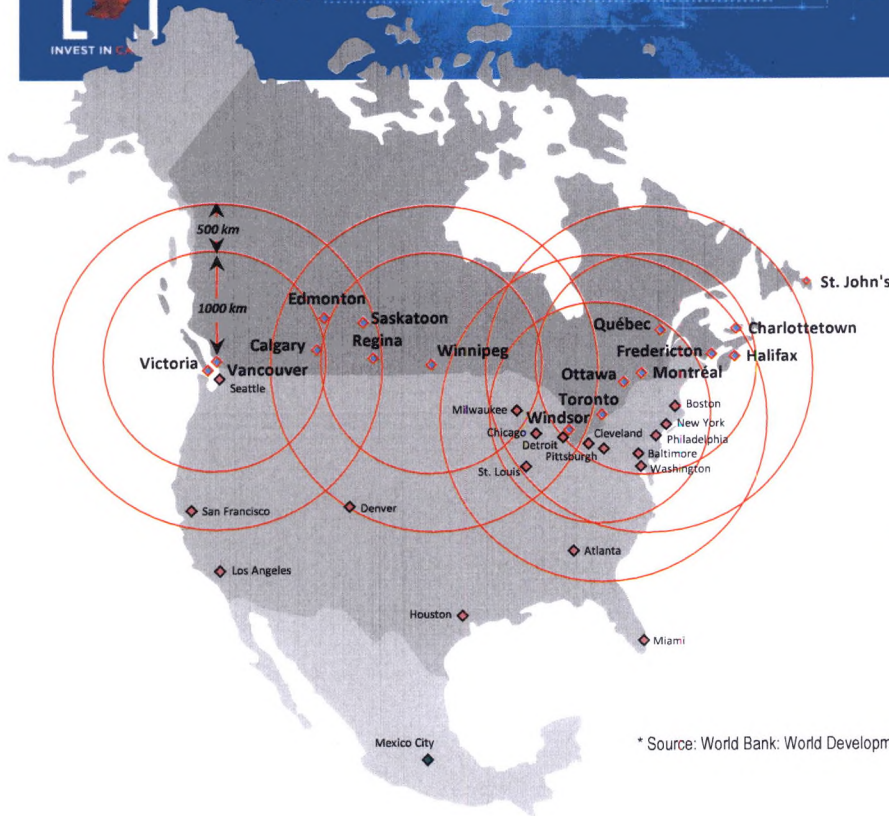 INVEST IN CA
500 km
1000 km
St. John's
Edmonton
Saskatoon
Québec
Charlottetown
Calgary
Regina
Winnipeg
Fredericton
Halifax
Victoria
Vancouver
Ottawa
Montréal
Seattle
Toronto
Boston
Milwaukee
Windsor
New York
Chicago
Cleveland
Philadelphia
Detroit
Pittsburgh
Baltimore
St. Louis
Washington
San Francisco
Denver
Atlanta
Los Angeles
Houston
Miami
Mexico City
* Source: World Bank: World Developm